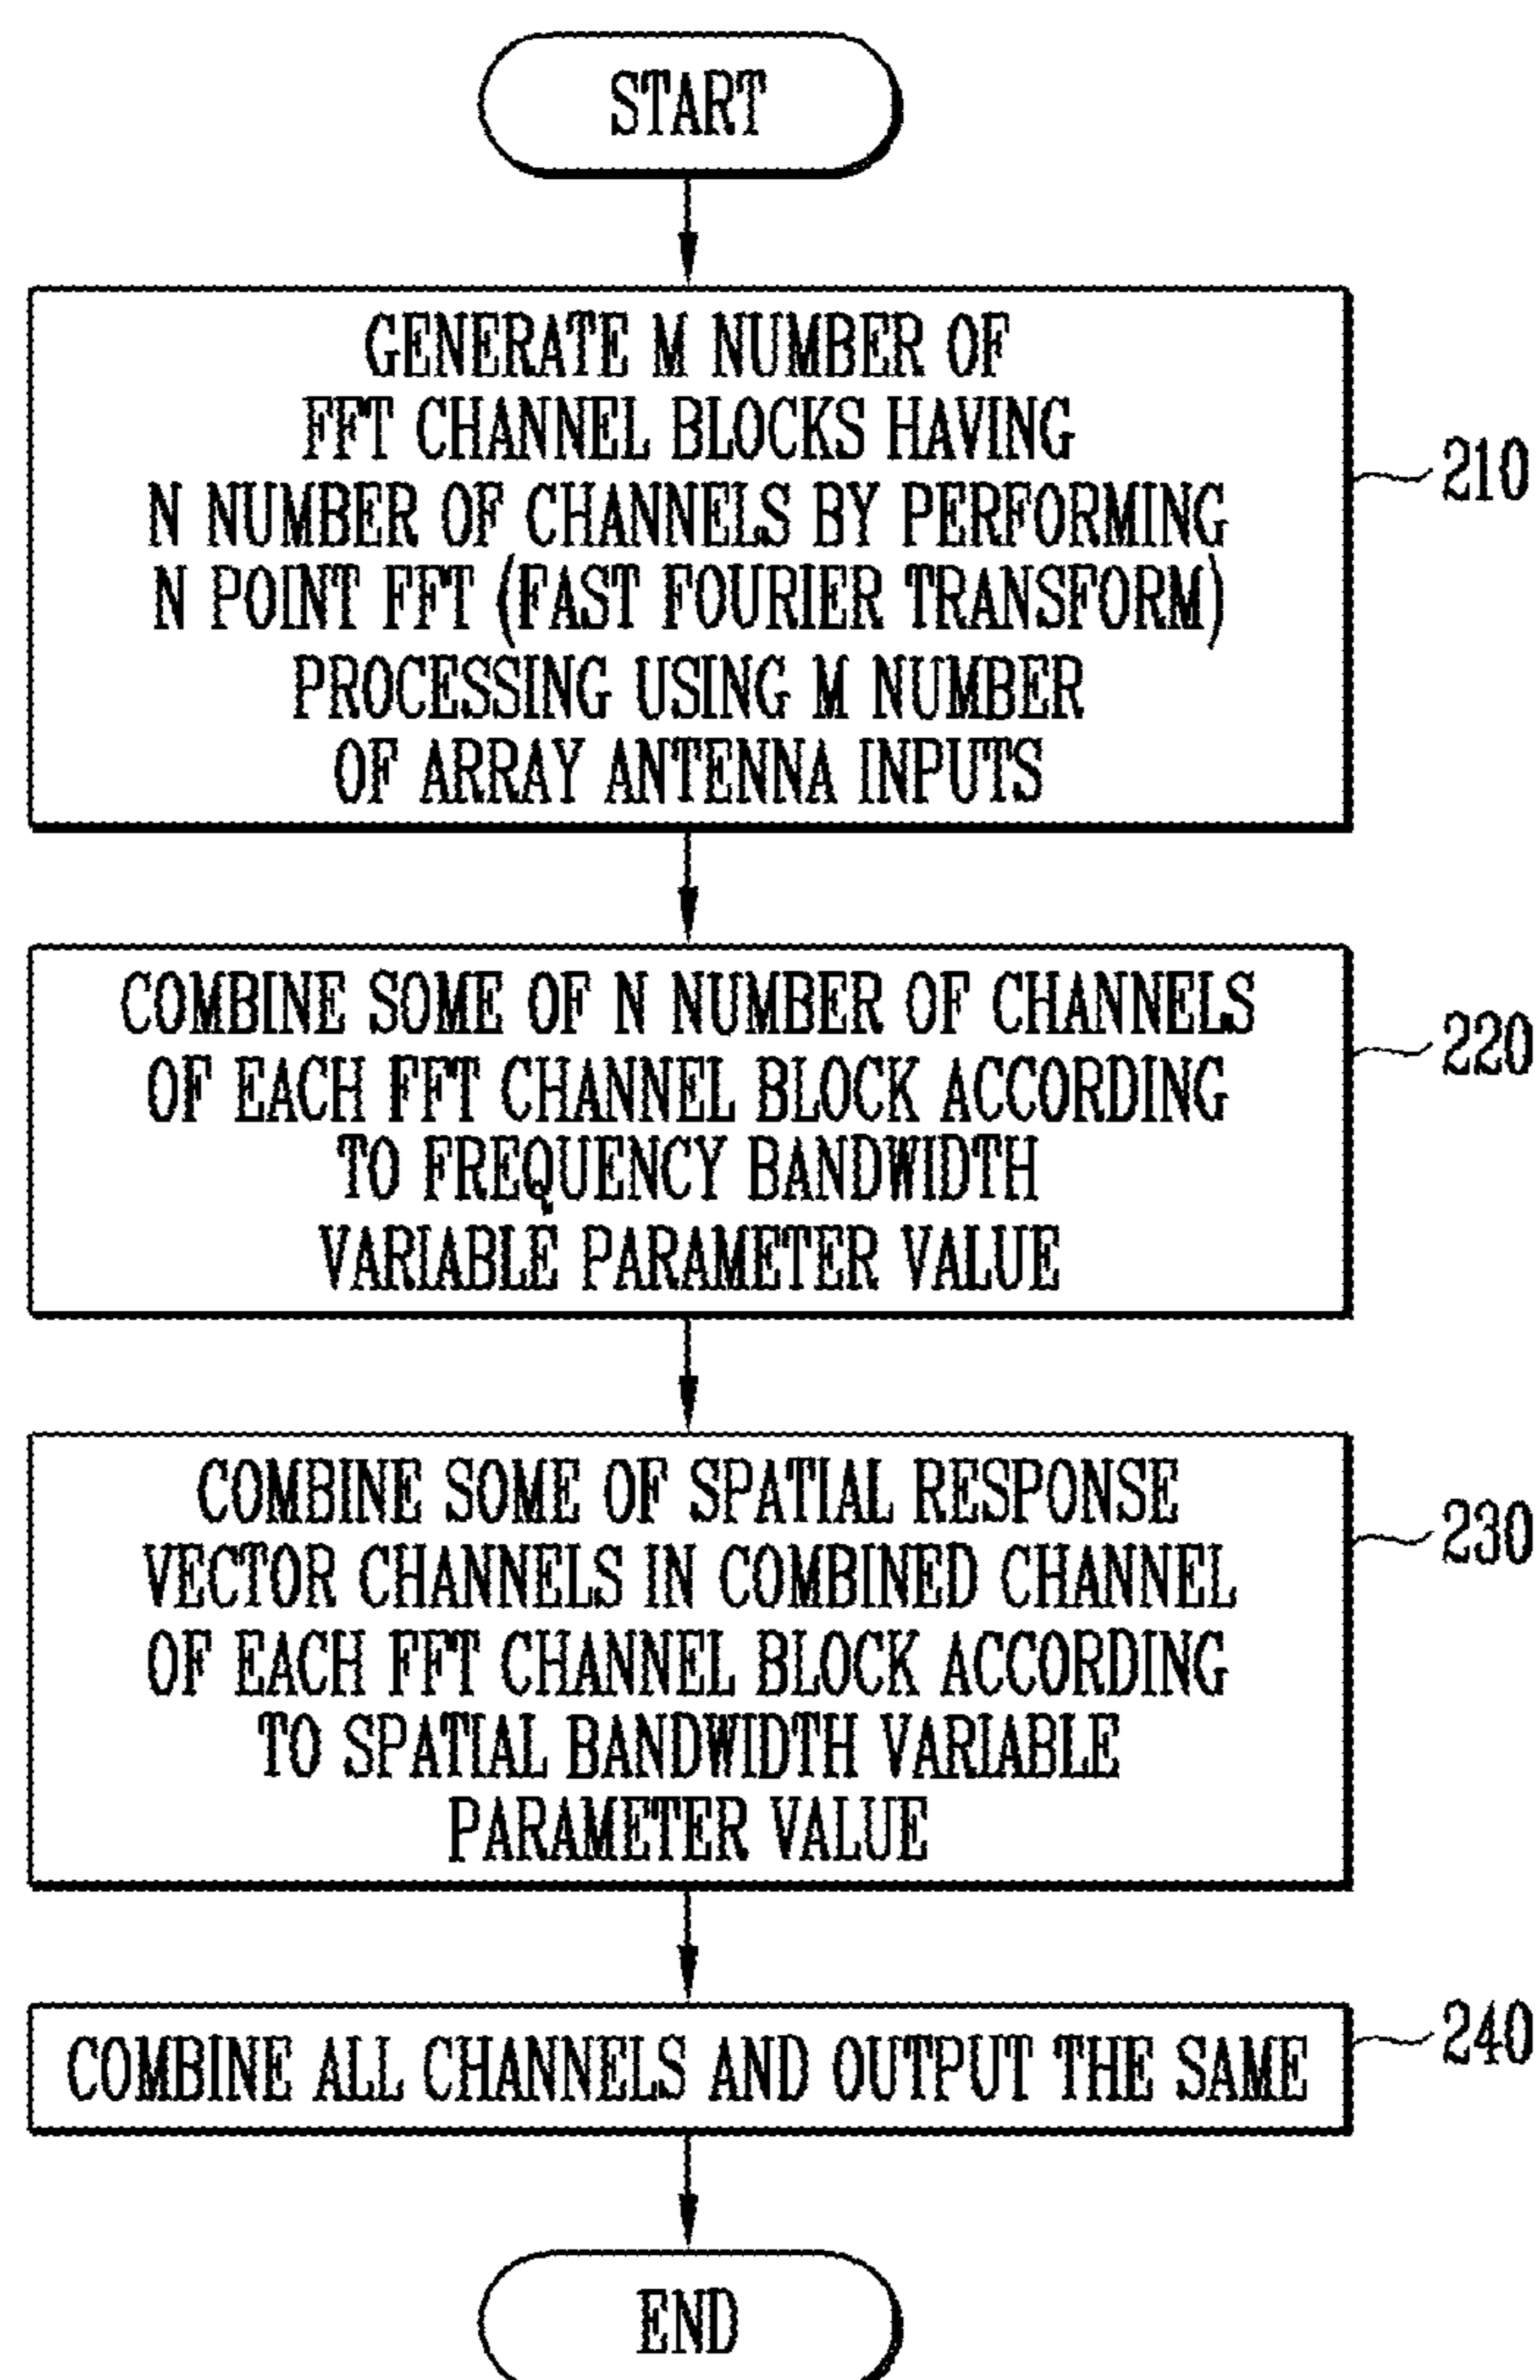 START
GENERATE M NUMBER OF
FFT CHANNEL BLOCKS HAVING
N NUMBER OF CHANNELS BY PERFORMING
N POINT FFT (FAST FOURIER TRANSFORM)
PROCESSING USING M NUMBER
OF ARRAY ANTENNA INPUTS
210
COMBINE SOME OF N NUMBER OF CHANNELS
OF EACH FFT CHANNEL BLOCK ACCORDING
TO FREQUENCY BANDWIDTH
VARIABLE PARAMETER VALUE
220
COMBINE SOME OF SPATIAL RESPONSE
VECTOR CHANNELS IN COMBINED CHANNEL
OF EACH FFT CHANNEL BLOCK ACCORDING
TO SPATIAL BANDWIDTH VARIABLE
PARAMETER VALUE
230
COMBINE ALL CHANNELS AND OUTPUT THE SAME
240
END